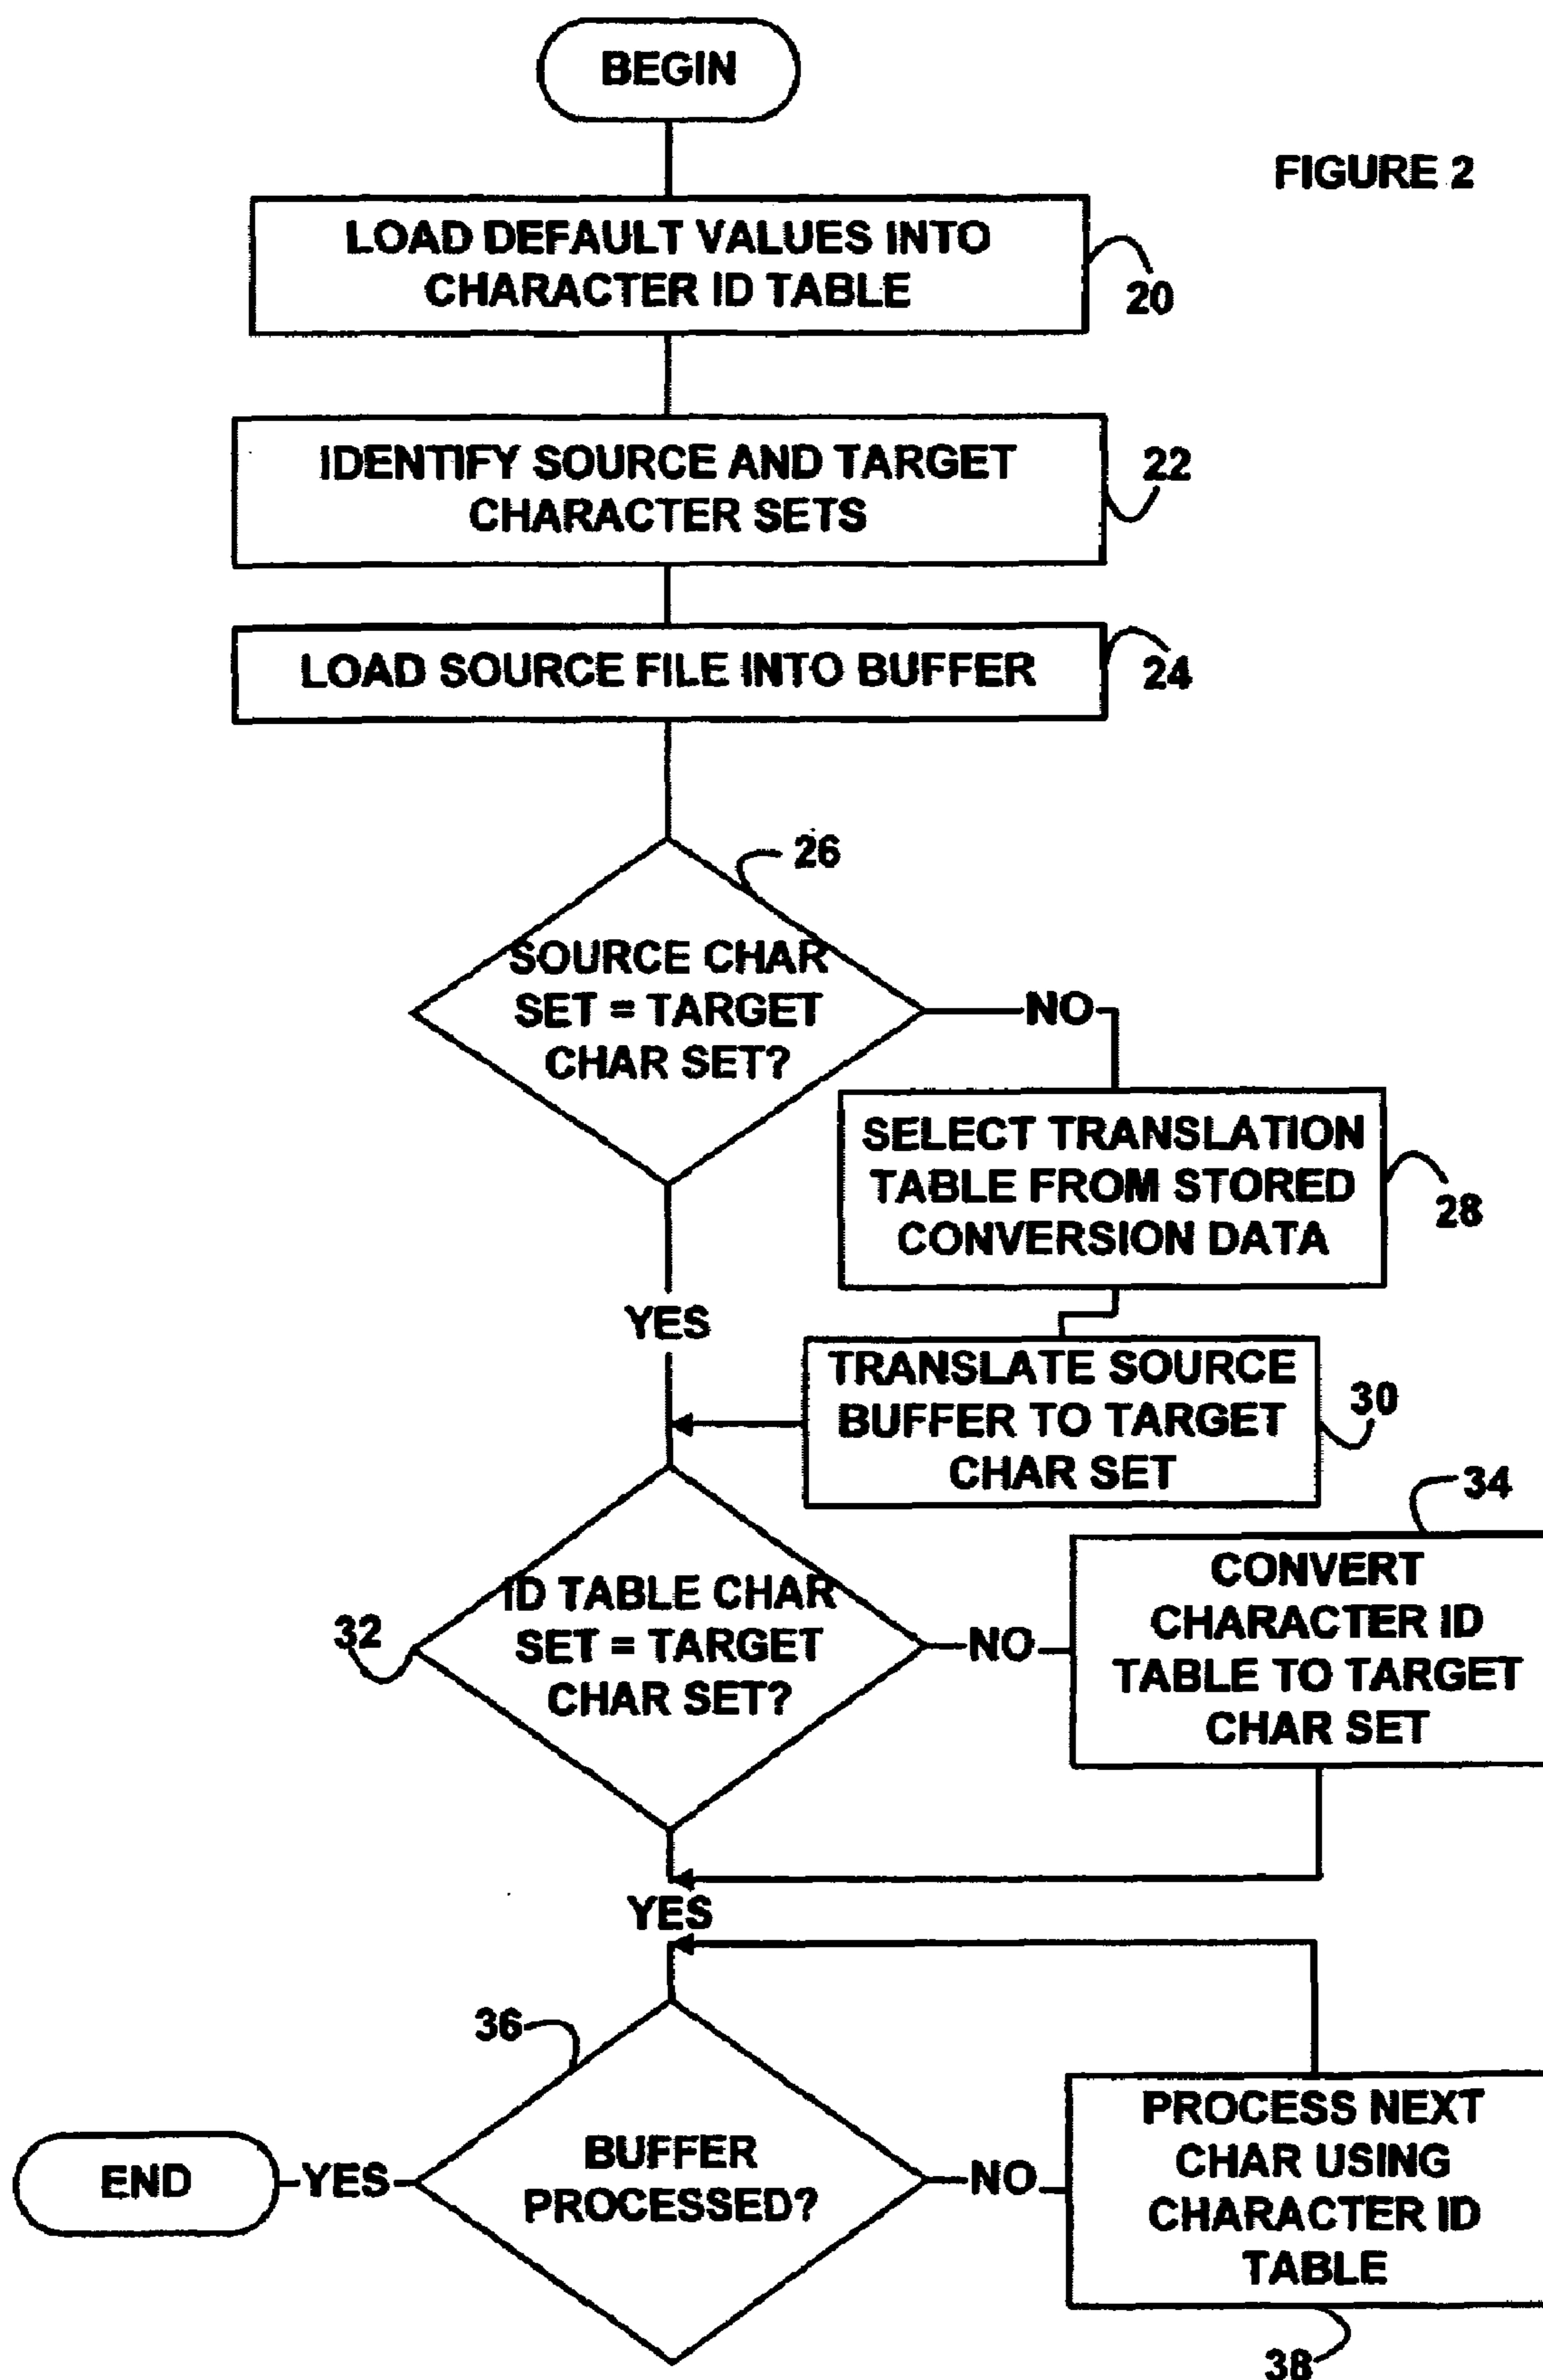 BEGIN
FIGURE 2
LOAD DEFAULT VALUES INTO
CHARACTER ID TABLE
20
IDENTIFY SOURCE AND TARGET
CHARACTER SETS
22
LOAD SOURCE FILE INTO BUFFER
24
26
SOURCE CHAR
SET = TARGET
CHAR SET?
NO
SELECT TRANSLATION
TABLE FROM STORED
CONVERSION DATA
28
YES
TRANSLATE SOURCE
BUFFER TO TARGET
CHAR SET
30
32
ID TABLE CHAR
SET = TARGET
CHAR SET?
NO
34
CONVERT
CHARACTER ID
TABLE TO TARGET
CHAR SET
YES
36
BUFFER
PROCESSED?
YES
END
NO
PROCESS NEXT
CHAR USING
CHARACTER ID
TABLE
38